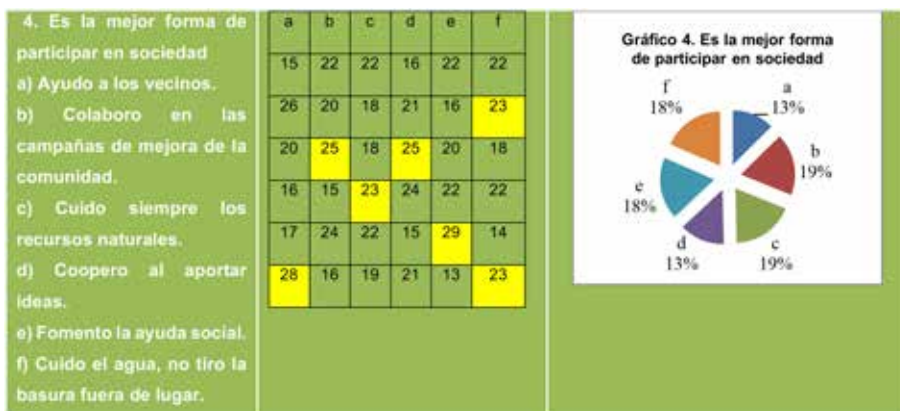 4. Es la mejor forma de
participar en sociedad
a) Ayudo a los vecinos.
b) Colaboro en las
campañas de mejora de la
comunidad.
c) Cuido siempre los
recursos naturales.
d) Coopero al aportar
ideas.
e) Fomento la ayuda social.
f) Cuido el agua, no tiro la
basura fuera de lugar.
a b c d e f
15 22 22 16 22 22
26 20 18 21 16 23
20 25 18 25 20 18
16 15 23 24 22 22
17 24 22 15 29 14
28 16 19 21 13 23
Gráfico 4. Es la mejor forma
de participar en sociedad
f
18%
a
13%
b
19%
e
18%
d
13%
c
19%